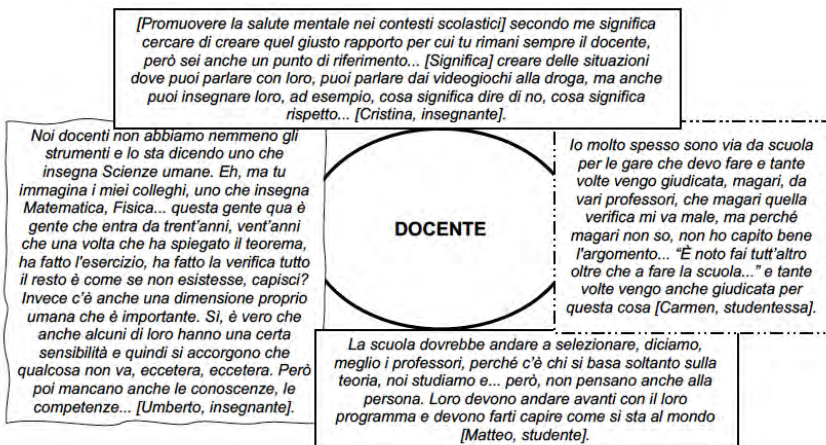 [Promuovere la salute mentale nei contesti scolastici] secondo me significa
cercare di creare quel giusto rapporto per cui tu rimani sempre il docente,
però sei anche un punto di riferimento... [Significa] creare delle situazioni
dove puoi parlare con loro, puoi parlare dai videogiochi alla droga, ma anche
puoi insegnare loro, ad esempio, cosa significa dire di no, cosa significa
rispetto... [Cristina, insegnante].
Noi docenti non abbiamo nemmeno gli
strumenti e lo sta dicendo uno che
insegna Scienze umane. Eh, ma tu
immagina i miei colleghi, uno che insegna
Matematica, Fisica... questa gente qua è
gente che entra da trent'anni, vent'anni
che una volta che ha spiegato il teorema,
ha fatto l'esercizio, ha fatto la verifica tutto
il resto è come se non esistesse, capisci?
Invece c'è anche una dimensione proprio
umana che è importante. Sì, è vero che
anche alcuni di loro hanno una certa
sensibilità e quindi si accorgono che
qualcosa non va, eccetera, eccetera. Però
poi mancano anche le conoscenze, le
competenze... [Umberto, insegnante].
DOCENTE
Io molto spesso sono via da scuola
per le gare che devo fare e tante
volte vengo giudicata, magari, da
vari professori, che magari quella
verifica mi va male, ma perché
magari non so, non ho capito bene
l'argomento... "È noto fai tutt'altro
oltre che a fare la scuola..." e tante
volte vengo anche giudicata per
questa cosa [Carmen, studentessa].
La scuola dovrebbe andare a selezionare, diciamo,
meglio i professori, perché c'è chi si basa soltanto sulla
teoria, noi studiamo e... però, non pensano anche alla
persona. Loro devono andare avanti con il loro
programma e devono farti capire come si sta al mondo
[Matteo, studente].